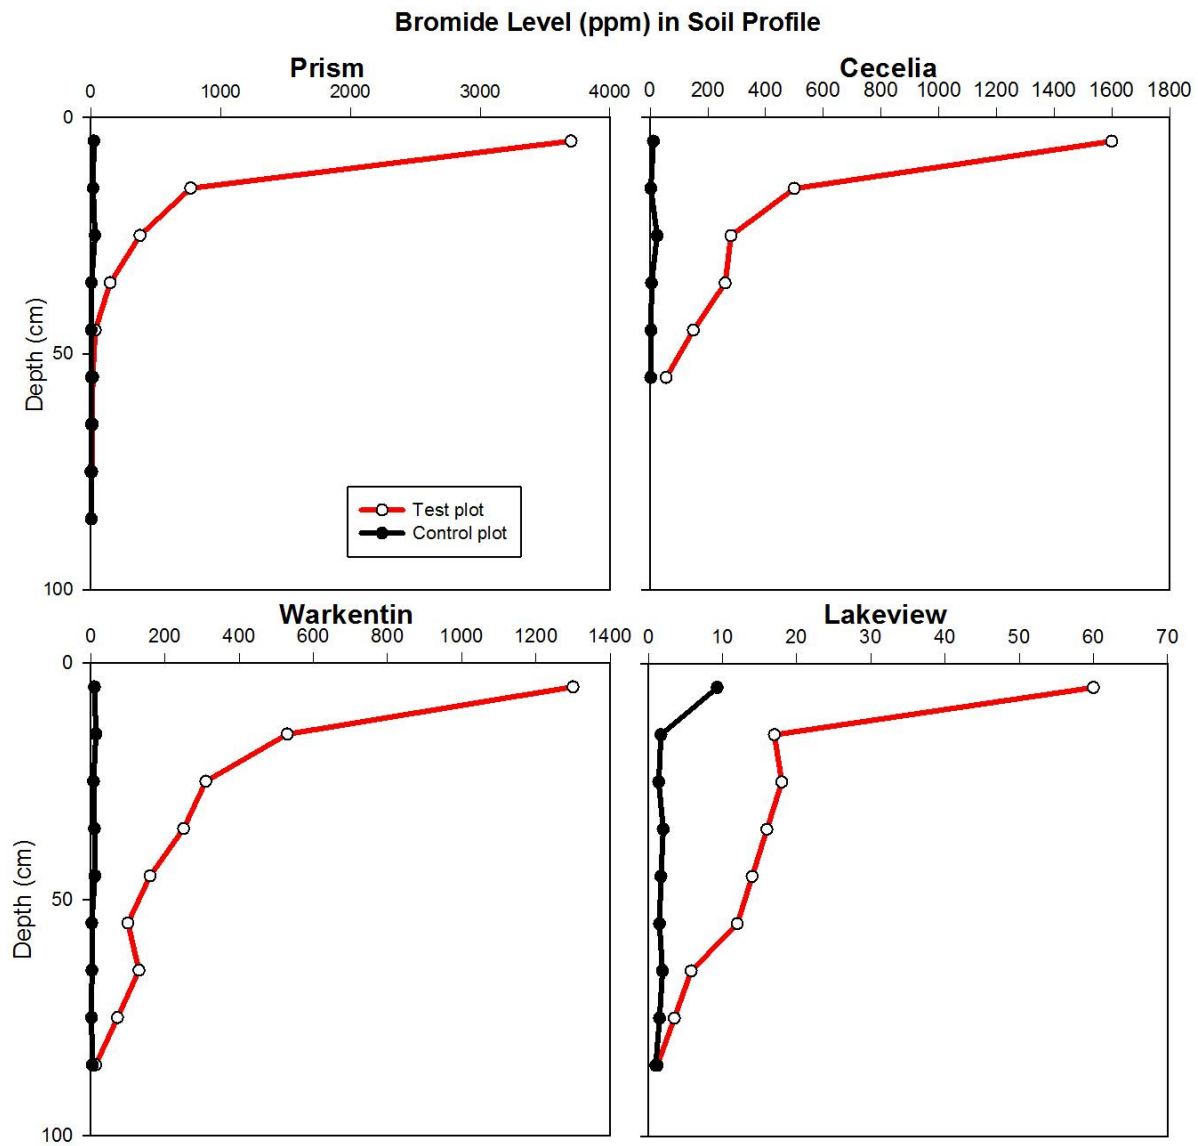 Bromide Level (ppm) in Soil Profile
Prism
0 1000 2000 3000 4000
Cecelia
0 200 400 600 800 1000 1200 1400 1600 1800
0
50
100
Depth (cm)
Test plot
Control plot
Warkentin
0 200 400 600 800 1000 1200 1400
Lakeview
0 10 20 30 40 50 60 70
0
50
100
Depth (cm)